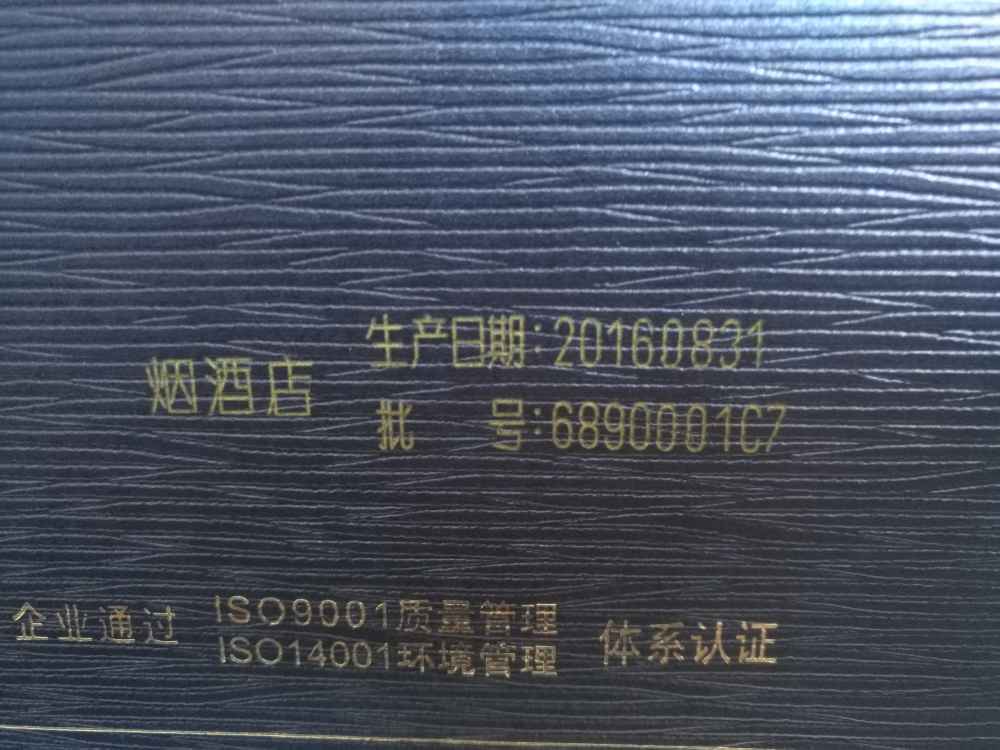 烟酒店
生产日期:20160831
批 号:6890001C7
企业通过 ISO9001质量管理 体系认证
ISO14001环境管理